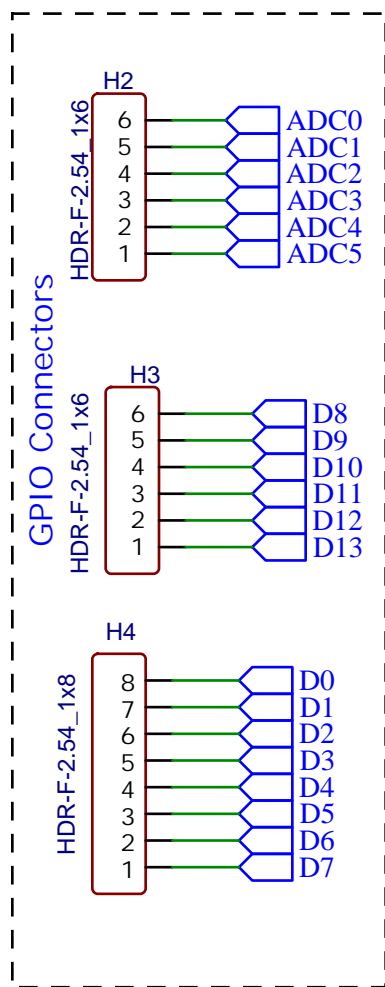 GPIO Connectors
H2
HDR-F-2.54_1x6
6 ADC0
5 ADC1
4 ADC2
3 ADC3
2 ADC4
1 ADC5
H3
HDR-F-2.54_1x6
6 D8
5 D9
4 D10
3 D11
2 D12
1 D13
H4
HDR-F-2.54_1x8
8 D0
7 D1
6 D2
5 D3
4 D4
3 D5
2 D6
1 D7